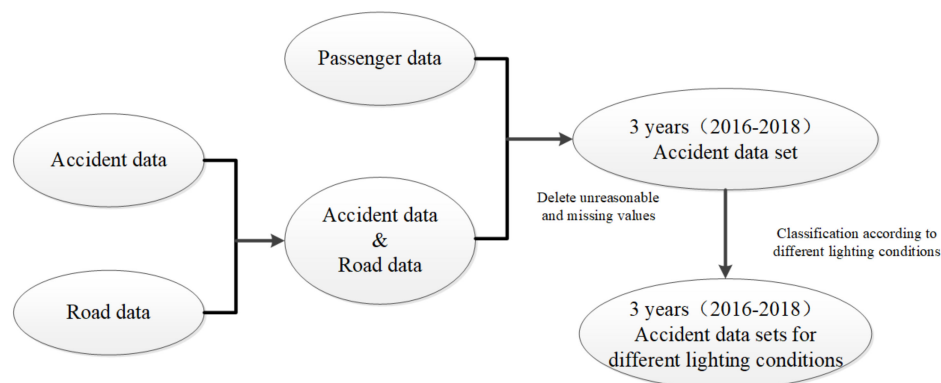 Passenger data
Accident data
Road data
Accident data
&
Road data
3 years（2016-2018）
Accident data set
Delete unreasonable
and missing values
Classification according to
different lighting conditions
3 years（2016-2018）
Accident data sets for
different lighting conditions